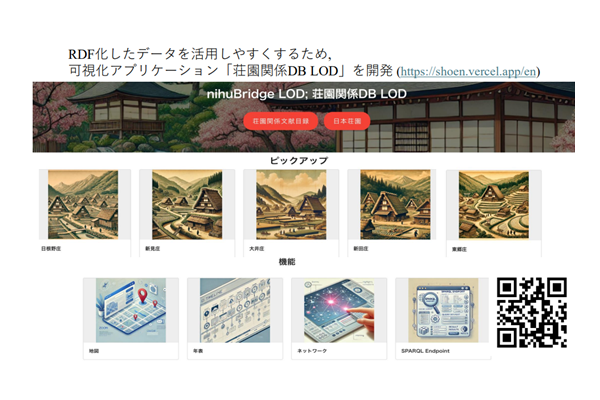 RDF化したデータを活用しやすくするため,
可視化アプリケーション「荘園関係DB LOD」を開発 (https://shoen.vercel.app/en)
nihuBridge LOD; 荘園関係DB LOD
荘園関係文献目録 日本荘園
ピックアップ
日根野庄 新見庄 大井庄 新田庄 東郷庄
機能
地図 年表 ネットワーク SPARQL Endpoint